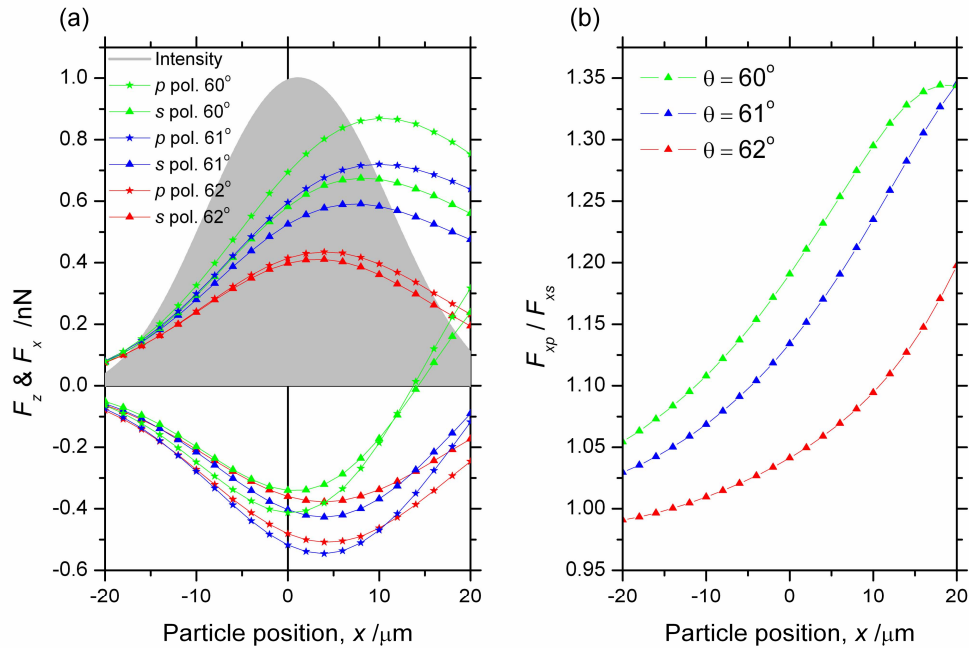 (a)
Intensity
p pol. 60°
s pol. 60°
p pol. 61°
s pol. 61°
p pol. 62°
s pol. 62°
1.0
0.8
0.6
0.4
0.2
0.0
-0.2
-0.4
-0.6
F_z & F_x /nN
-20 -10 0 10 20
Particle position, x /μm
(b)
θ = 60°
θ = 61°
θ = 62°
1.35
1.30
1.25
1.20
1.15
1.10
1.05
1.00
0.95
F_xp / F_xs
-20 -10 0 10 20
Particle position, x /μm